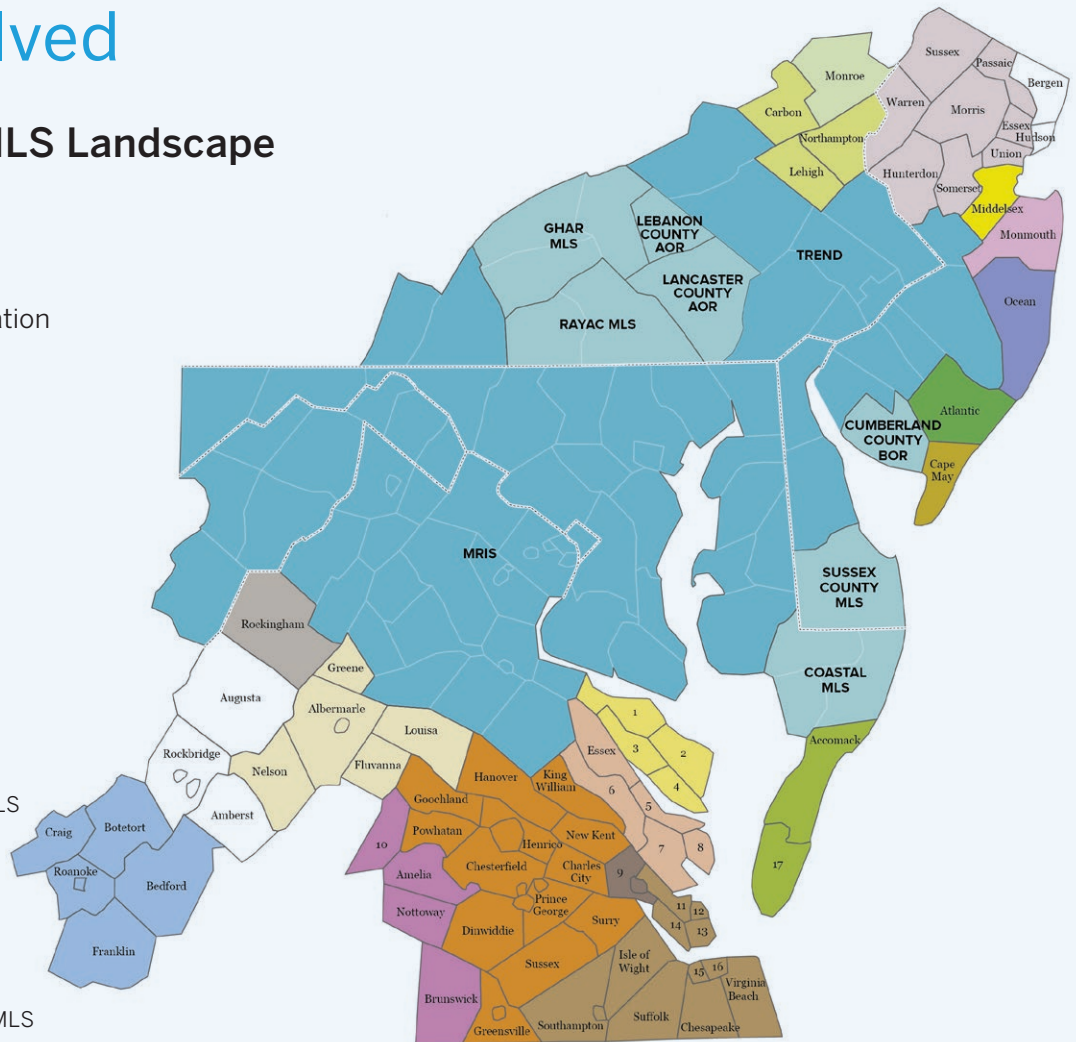 lved
MLS Landscape
ation
LS
MLS
Sussex
Passaic
Bergen
Monroe
Warren
Morris
Carbon
Essex
Hudson
Northampton
Union
Lehigh
Hunterdon
Somerset
Middelsex
Monmouth
GHAR
MLS
LEBANON
COUNTY
AOR
TREND
LANCASTER
COUNTY
AOR
Ocean
RAYAC MLS
Atlantic
CUMBERLAND
COUNTY
BOR
Cape
May
MRIS
SUSSEX
COUNTY
MLS
COASTAL
MLS
Rockingham
Greene
Augusta
Albermarle
Louisa
1
Accomack
Rockbridge
Nelson
Fluvanna
Essex
3
2
Hanover
King
William
4
6
Goochland
5
Amberst
Craig
Botetort
Powhatan
Henrico
New Kent
7
8
10
Roanoke
Bedford
Amelia
Chesterfield
Charles
City
9
17
Nottoway
Prince
George
11
12
Dinwiddie
Surry
14
13
Franklin
Sussex
Isle of
Wight
15
16
Virginia
Beach
Brunswick
Greensville
Southampton
Suffolk
Chesapeake